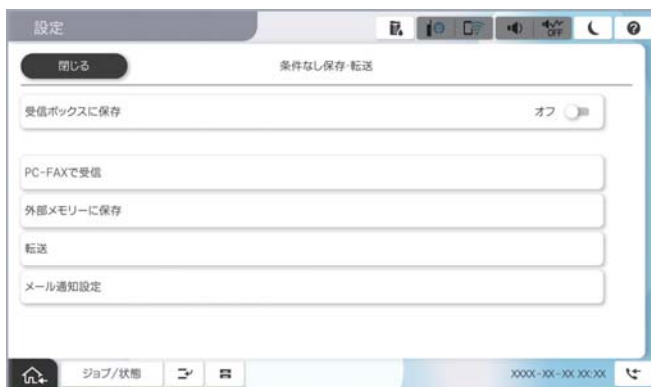 設定
OFF
閉じる
条件なし保存・転送
受信ボックスに保存
オフ
PC-FAXで受信
外部メモリーに保存
転送
メール通知設定
ジョブ/状態
XXXX-XX-XX XX:XX